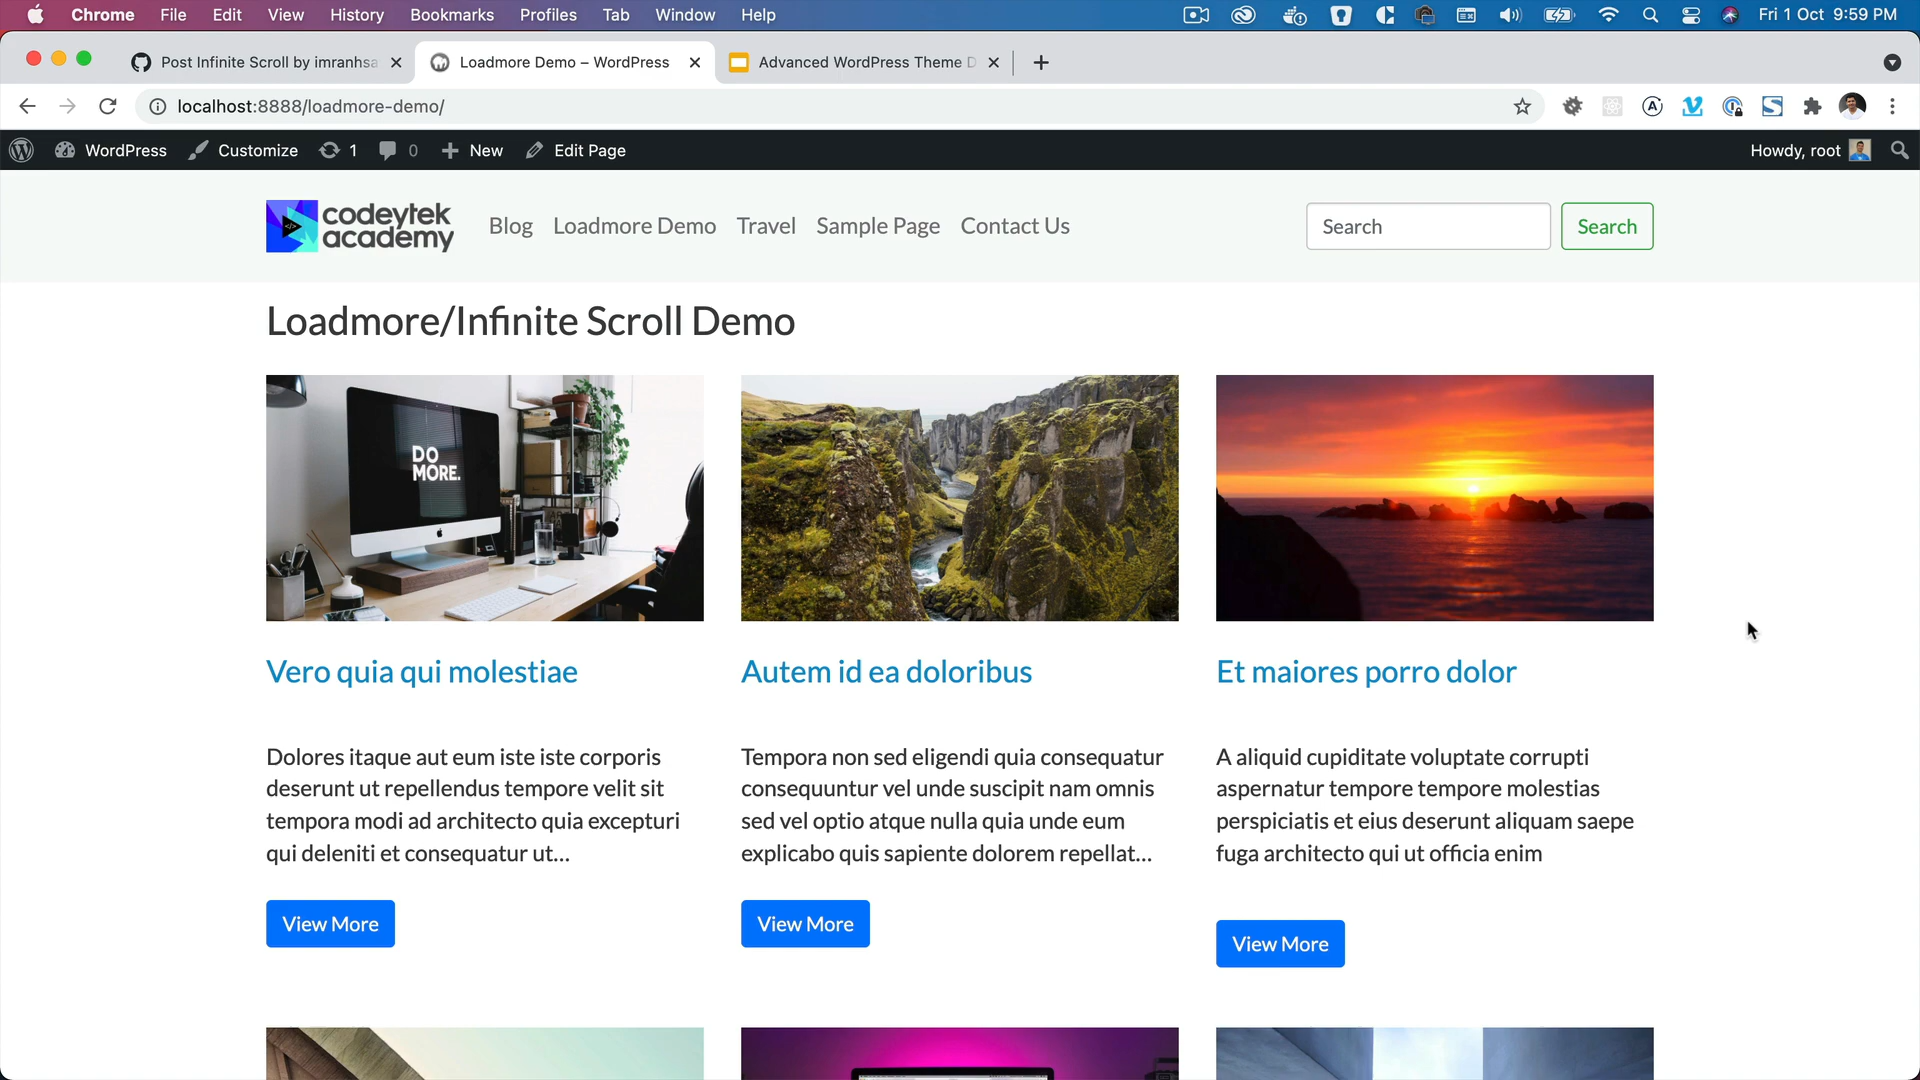 Chrome File Edit View History Bookmarks Profiles Tab Window Help Fri 1 Oct 9:59 PM
Post Infinite Scroll by imranhsa Loadmore Demo – WordPress Advanced WordPress Theme D
localhost:8888/loadmore-demo/
WordPress Customize 1 0 New Edit Page Howdy, root
codeytek
academy
Blog Loadmore Demo Travel Sample Page Contact Us Search Search
Loadmore/Infinite Scroll Demo
DO
MORE.
Vero quia qui molestiae Autem id ea doloribus Et maiores porro dolor
Dolores itaque aut eum iste iste corporis
deserunt ut repellendus tempore velit sit
tempora modi ad architecto quia excepturi
qui deleniti et consequatur ut...
View More
Tempora non sed eligendi quia consequatur
consequuntur vel unde suscipit nam omnis
sed vel optio atque nulla quia unde eum
explicabo quis sapiente dolorem repellat...
View More
A aliquid cupiditate voluptate corrupti
aspernatur tempore tempore molestias
perspiciatis et eius deserunt aliquam saepe
fuga architecto qui ut officia enim
View More